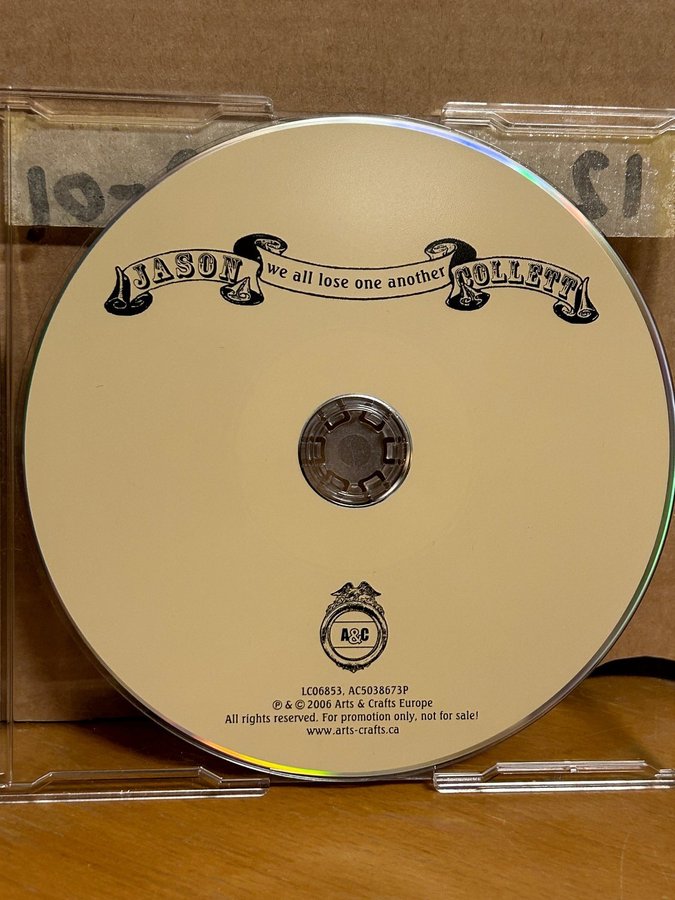 JASON we all lose one another COLLETT
A&C
LC06853, AC5038673P
℗ & © 2006 Arts & Crafts Europe
All rights reserved. For promotion only, not for sale!
www.arts-crafts.ca